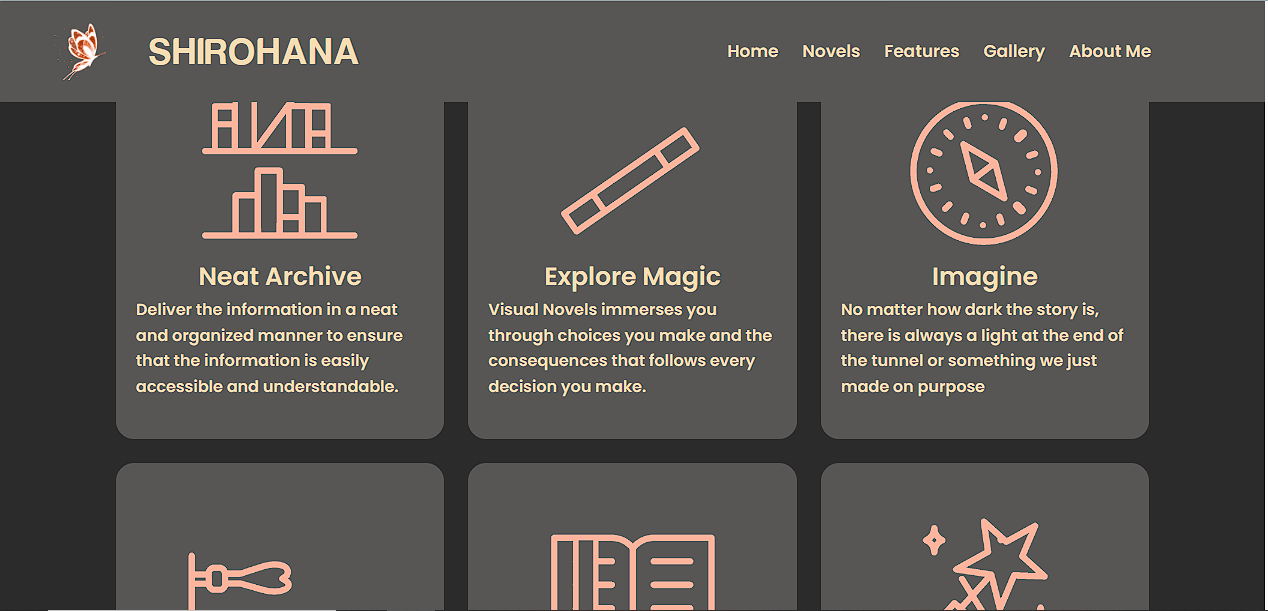 SHIROHANA
Home Novels Features Gallery About Me
Neat Archive
Deliver the information in a neat
and organized manner to ensure
that the information is easily
accessible and understandable.
Explore Magic
Visual Novels immerses you
through choices you make and the
consequences that follows every
decision you make.
Imagine
No matter how dark the story is,
there is always a light at the end of
the tunnel or something we just
made on purpose